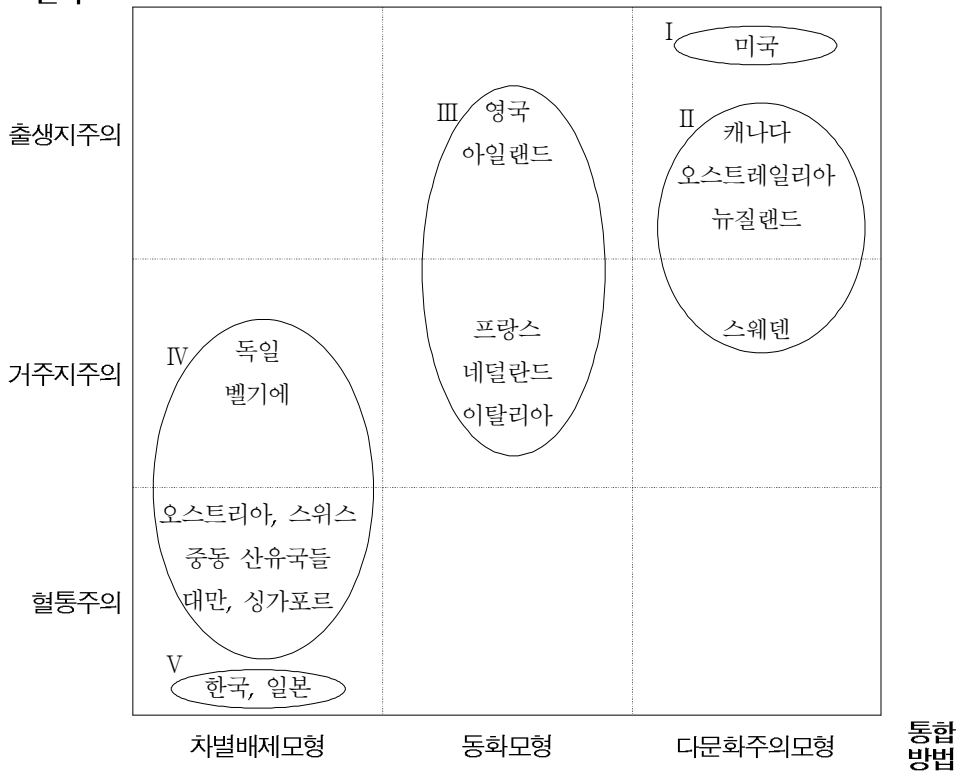 Ⅰ 미국
출생지주의
Ⅲ 영국
아일랜드
Ⅱ 캐나다
오스트레일리아
뉴질랜드
거주지주의
Ⅳ 독일
벨기에
프랑스
네덜란드
이탈리아
스웨덴
혈통주의
오스트리아, 스위스
중동 산유국들
대만, 싱가포르
Ⅴ 한국, 일본
차별배제모형
동화모형
다문화주의모형
통합
방법